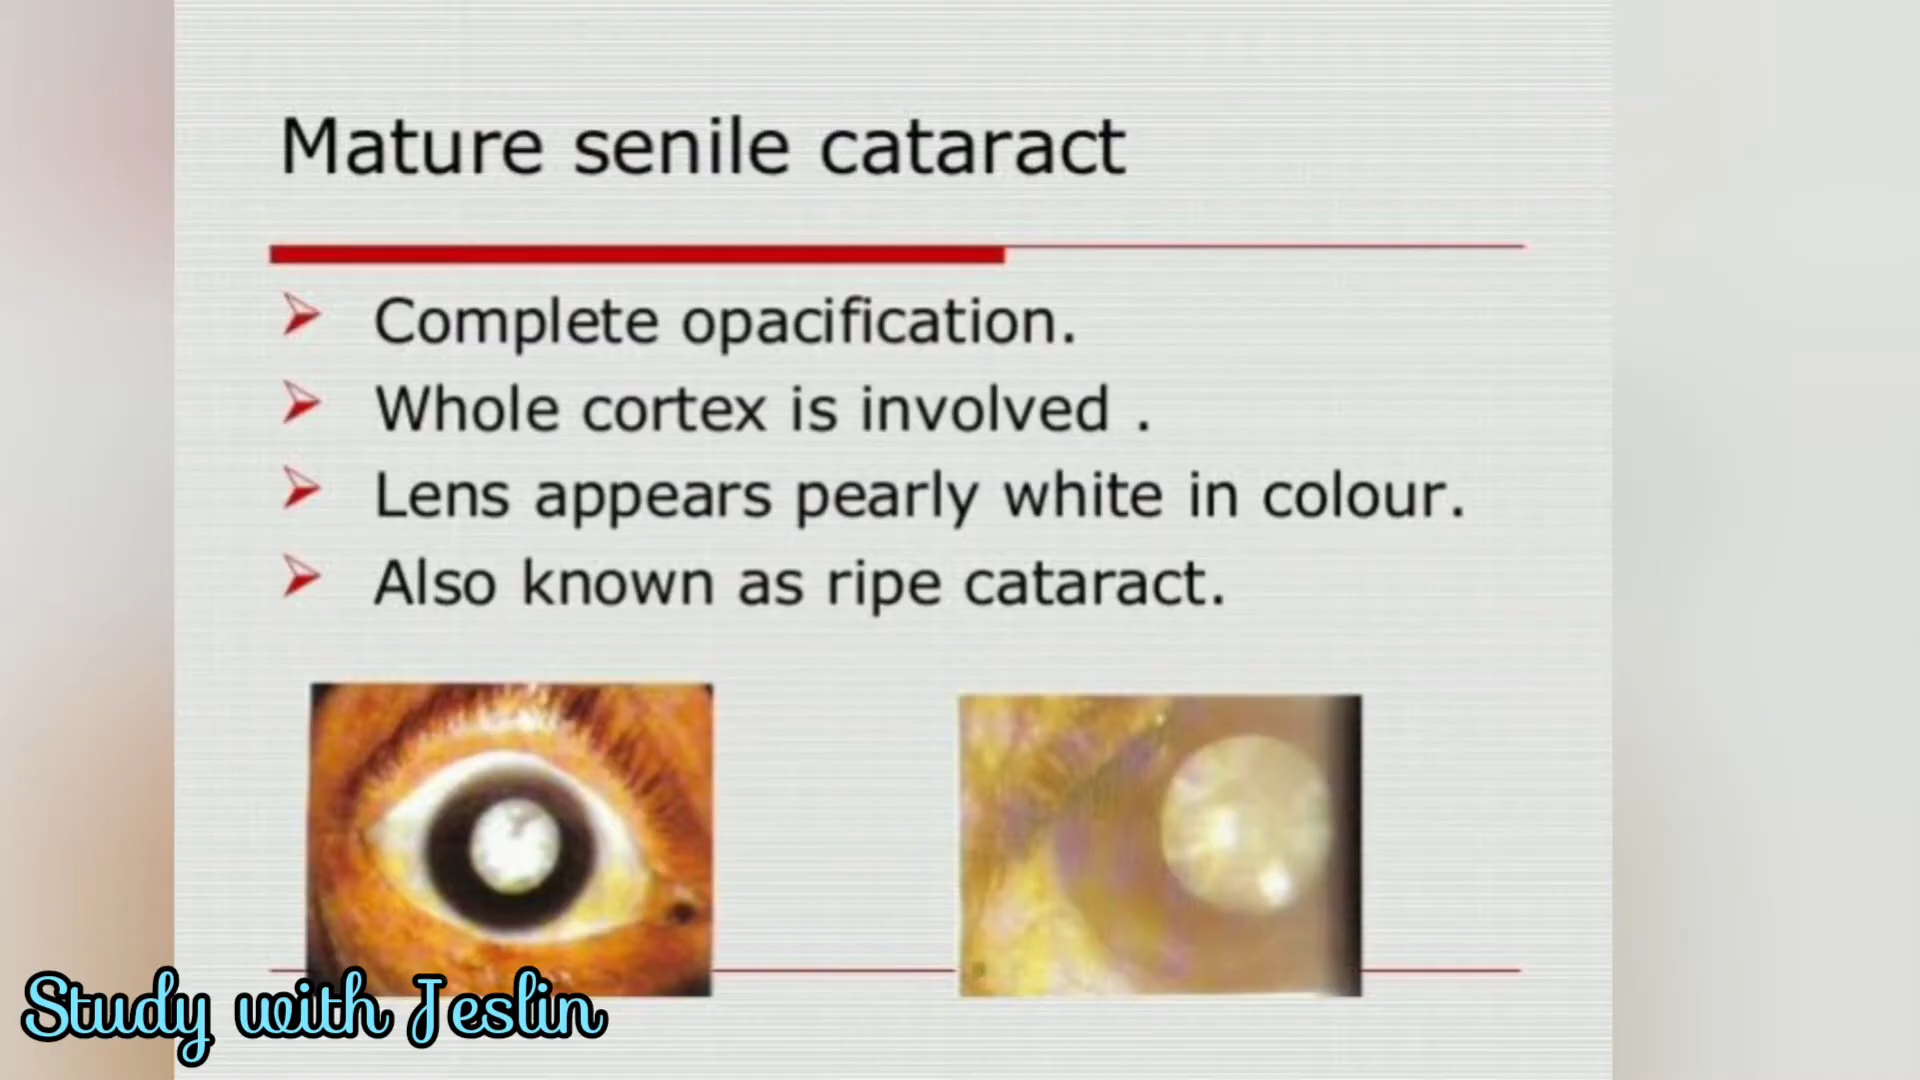 Mature senile cataract
Complete opacification.
Whole cortex is involved .
Lens appears pearly white in colour.
Also known as ripe cataract.
Study with Jeslin